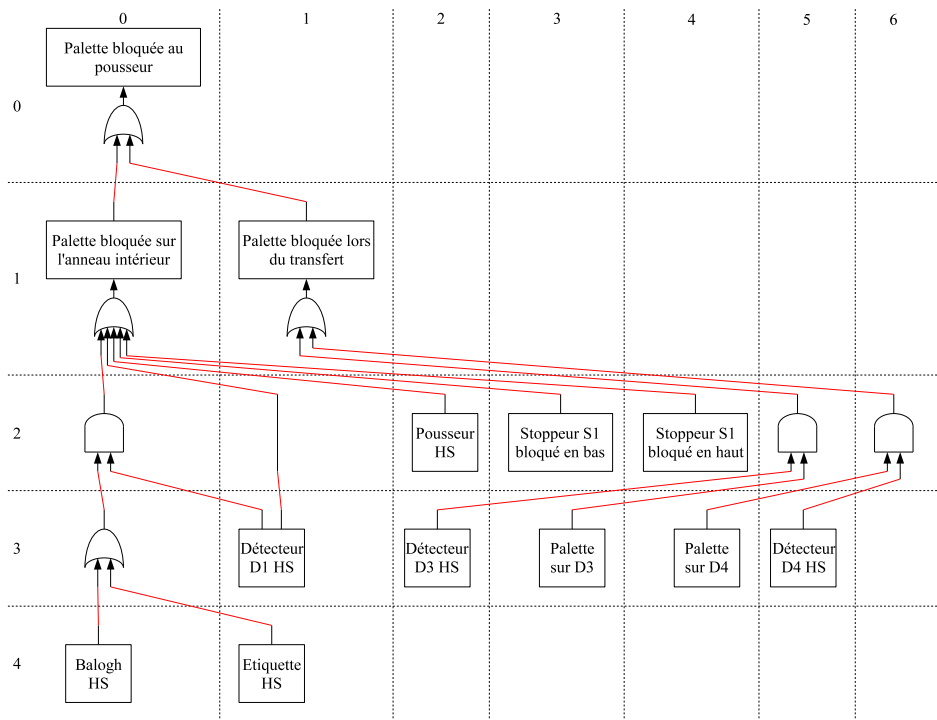 0 1 2 3 4 5 6
Palette bloquée au
pousseur
0
Palette bloquée sur
l'anneau intérieur
Palette bloquée lors
du transfert
1
2
Pousseur
HS
Stoppeur S1
bloqué en bas
Stoppeur S1
bloqué en haut
3
Détecteur
D1 HS
Détecteur
D3 HS
Palette
sur D3
Palette
sur D4
Détecteur
D4 HS
4
Balogh
HS
Etiquette
HS